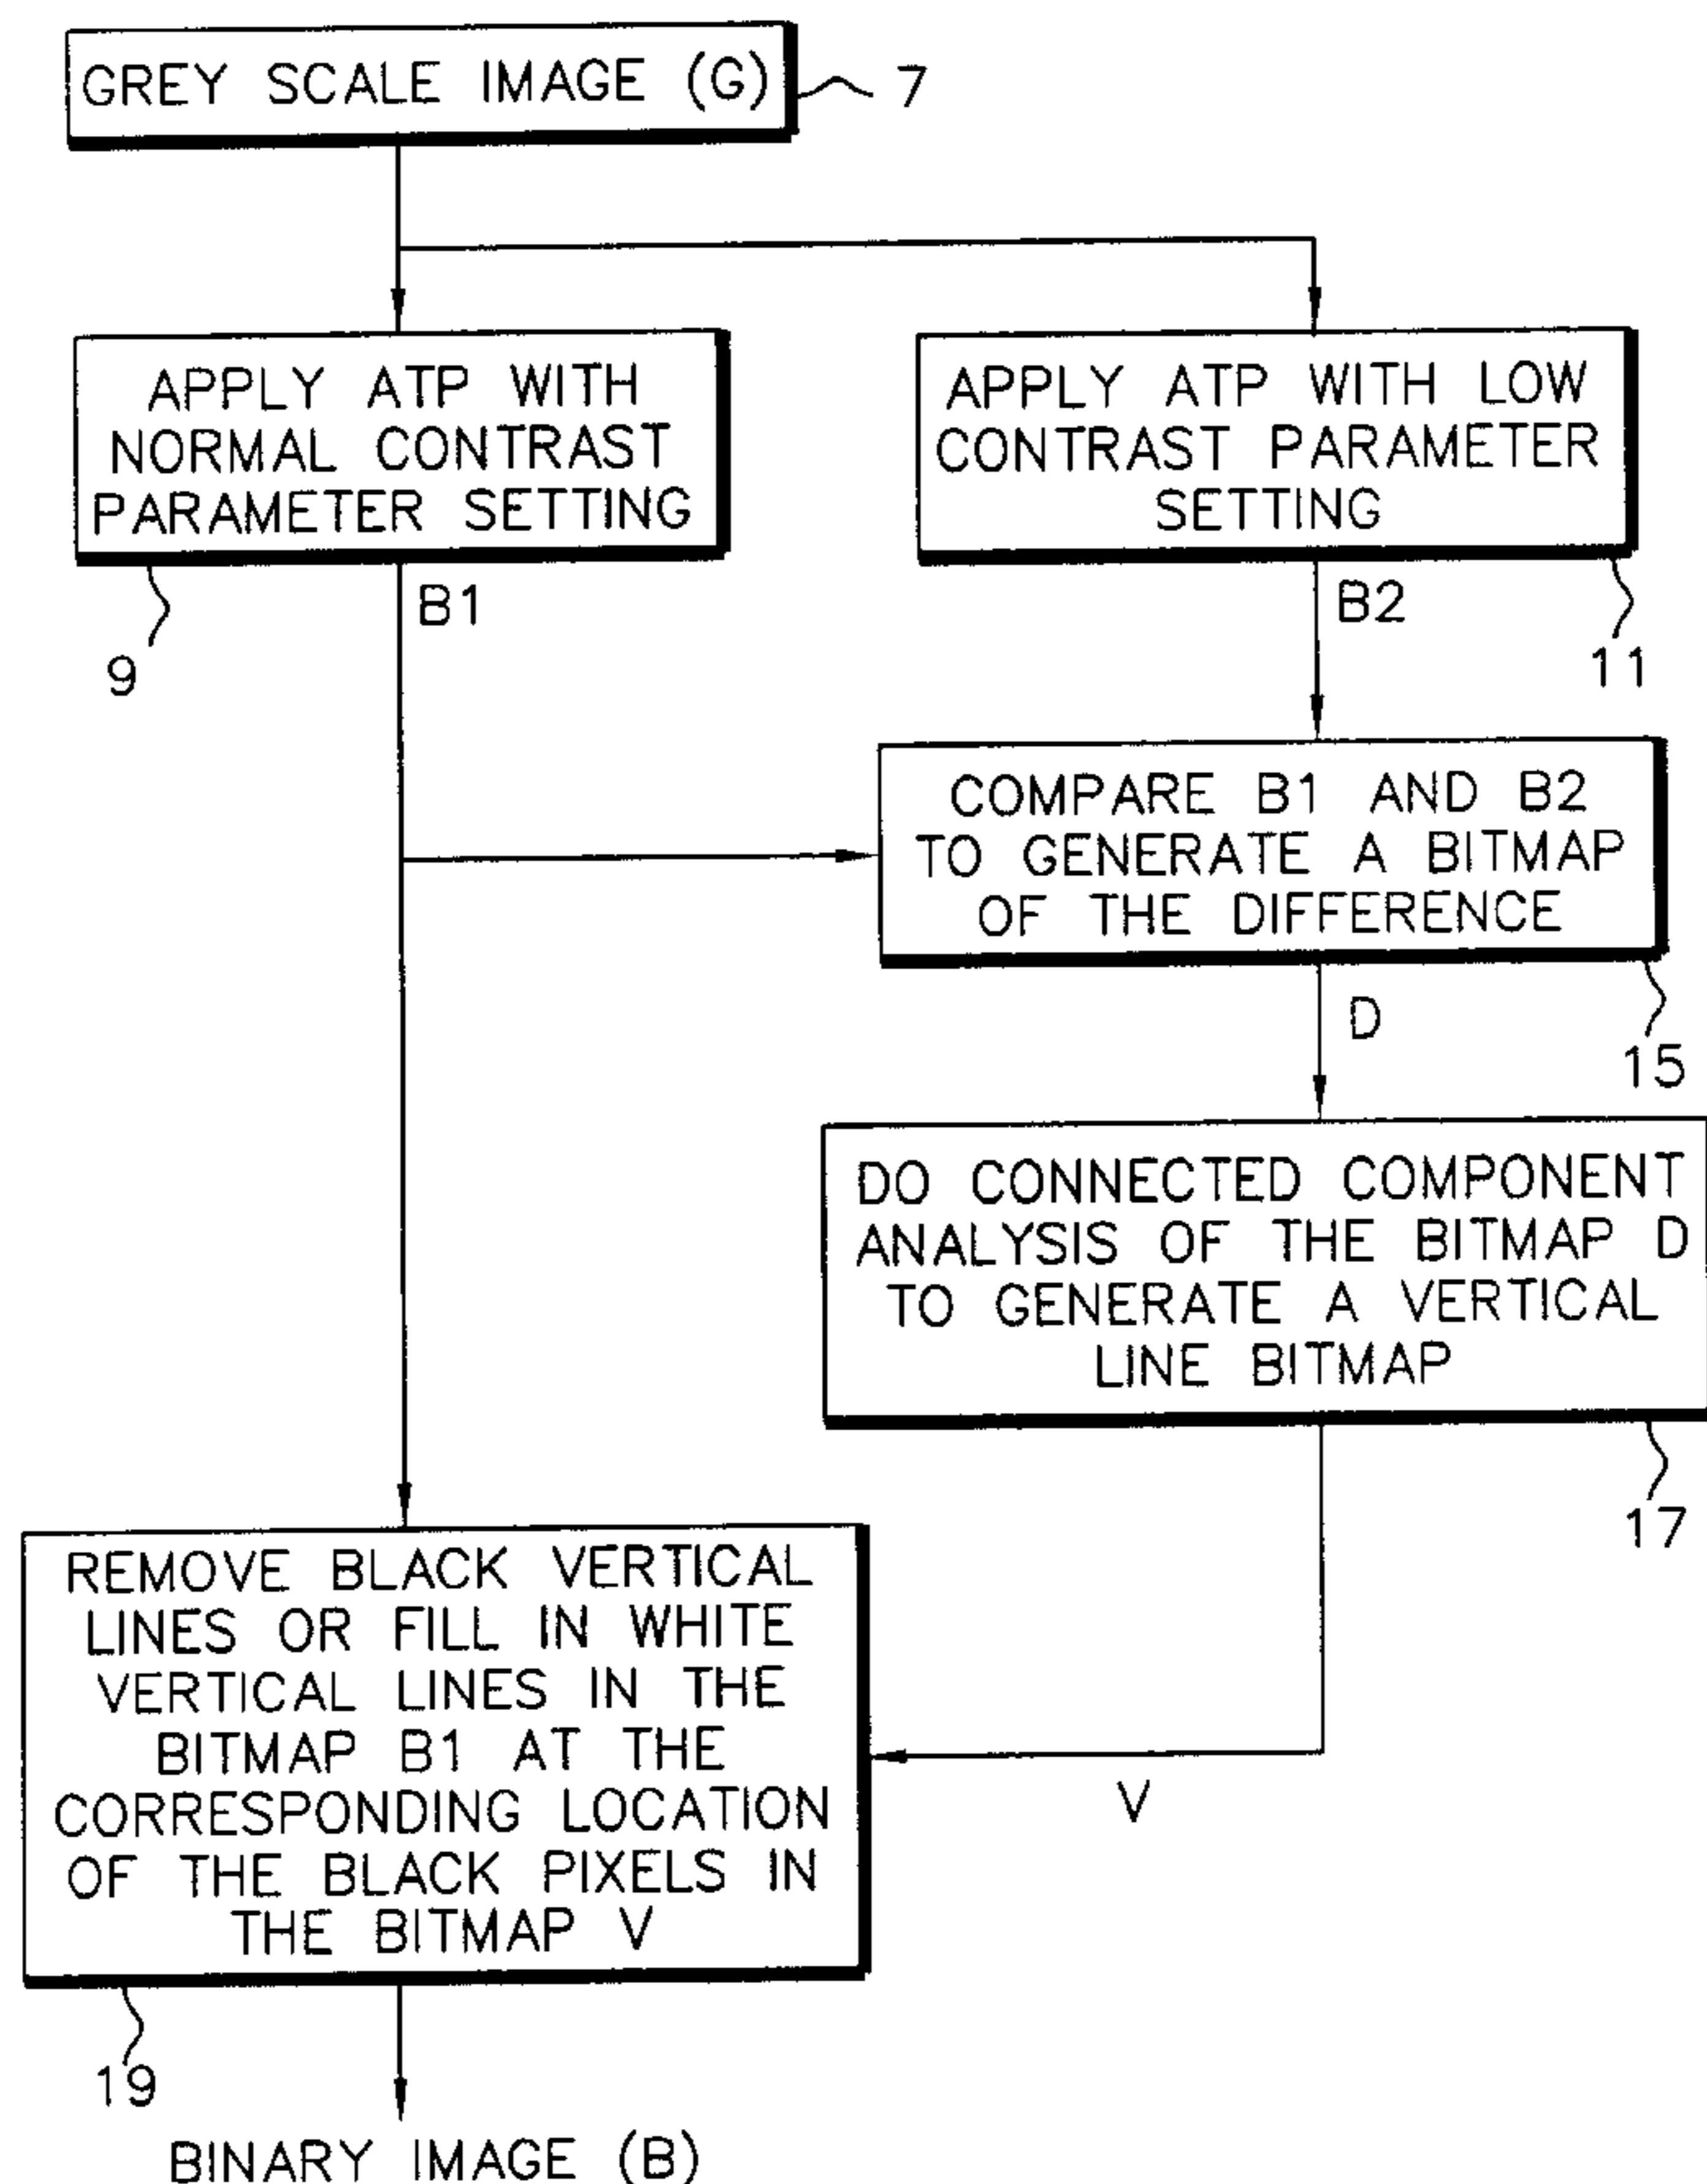 GREY SCALE IMAGE (G)
7
APPLY ATP WITH
NORMAL CONTRAST
PARAMETER SETTING
9
APPLY ATP WITH LOW
CONTRAST PARAMETER
SETTING
11
B1
B2
COMPARE B1 AND B2
TO GENERATE A BITMAP
OF THE DIFFERENCE
15
D
DO CONNECTED COMPONENT
ANALYSIS OF THE BITMAP D
TO GENERATE A VERTICAL
LINE BITMAP
17
REMOVE BLACK VERTICAL
LINES OR FILL IN WHITE
VERTICAL LINES IN THE
BITMAP B1 AT THE
CORRESPONDING LOCATION
OF THE BLACK PIXELS IN
THE BITMAP V
V
19
BINARY IMAGE (B)